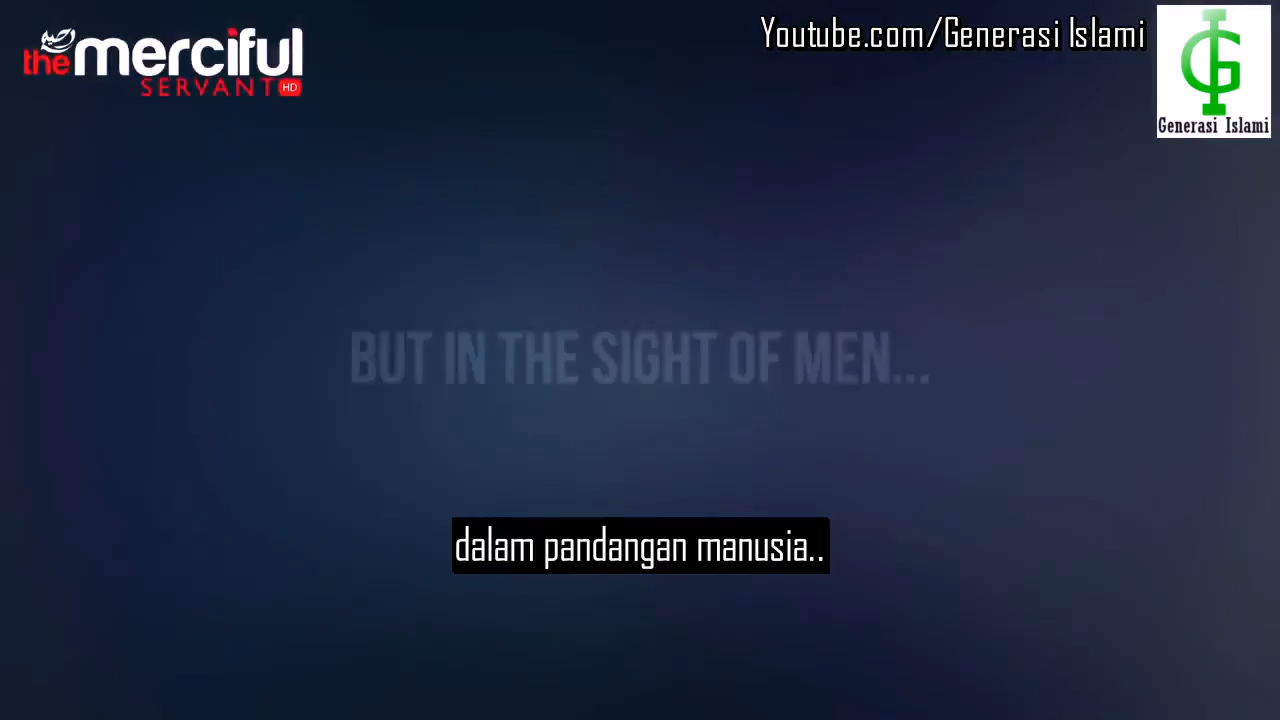 the merciful
SERVANT HD
Youtube.com/Generasi Islami
GI
Generasi Islami
BUT IN THE SIGHT OF MEN...
dalam pandangan manusia..